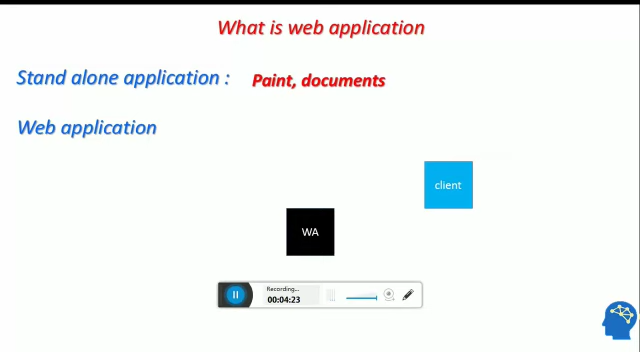 What is web application
Stand alone application : Paint, documents
Web application
client
WA
Recording...
00:04:23